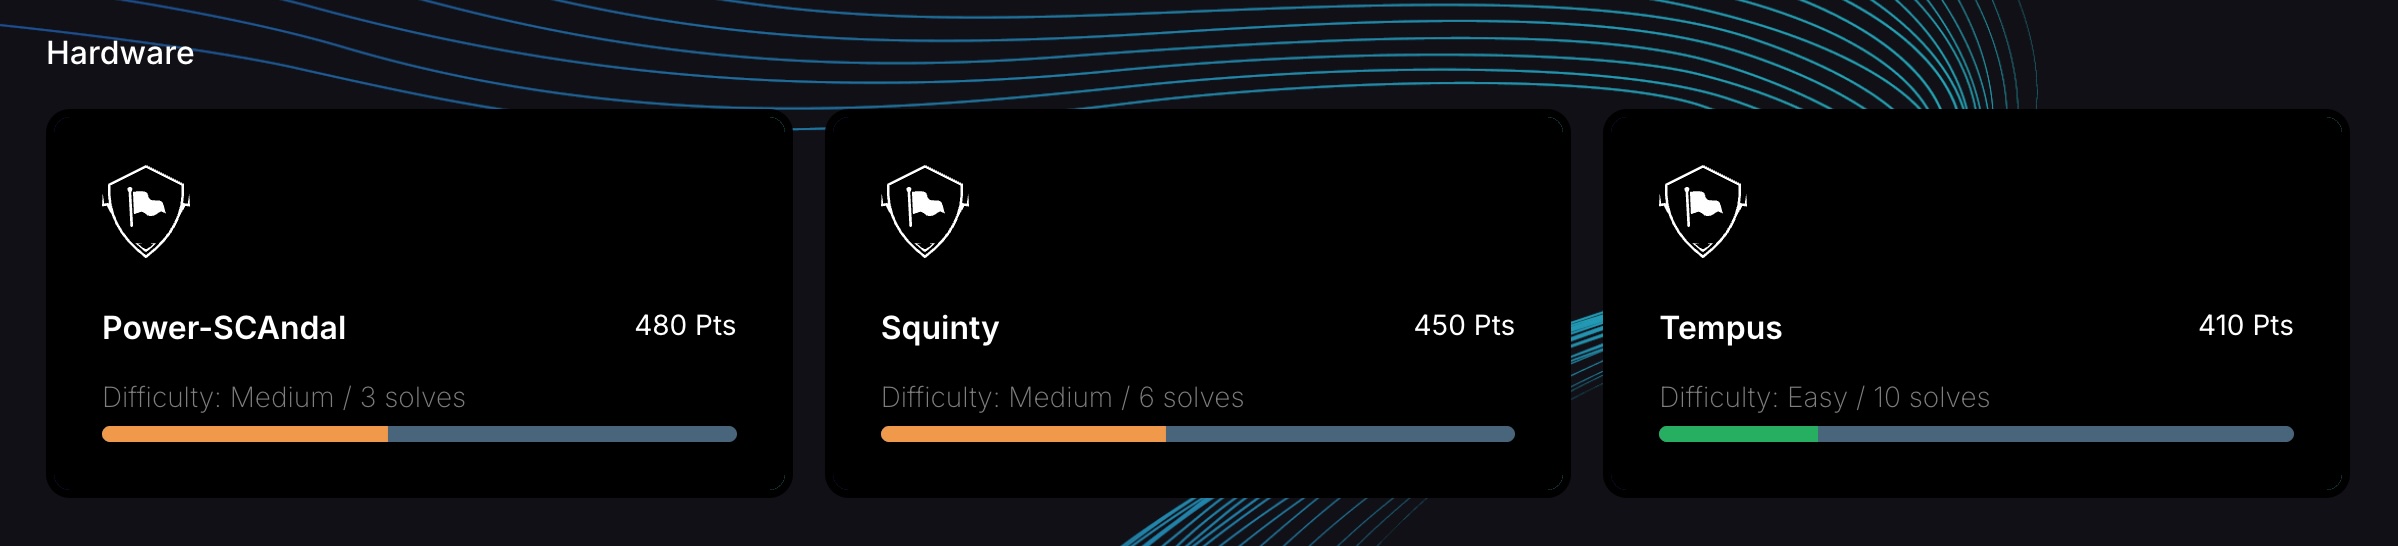 Hardware
Power-SCAndal 480 Pts
Difficulty: Medium / 3 solves
Squinty 450 Pts
Difficulty: Medium / 6 solves
Tempus 410 Pts
Difficulty: Easy / 10 solves